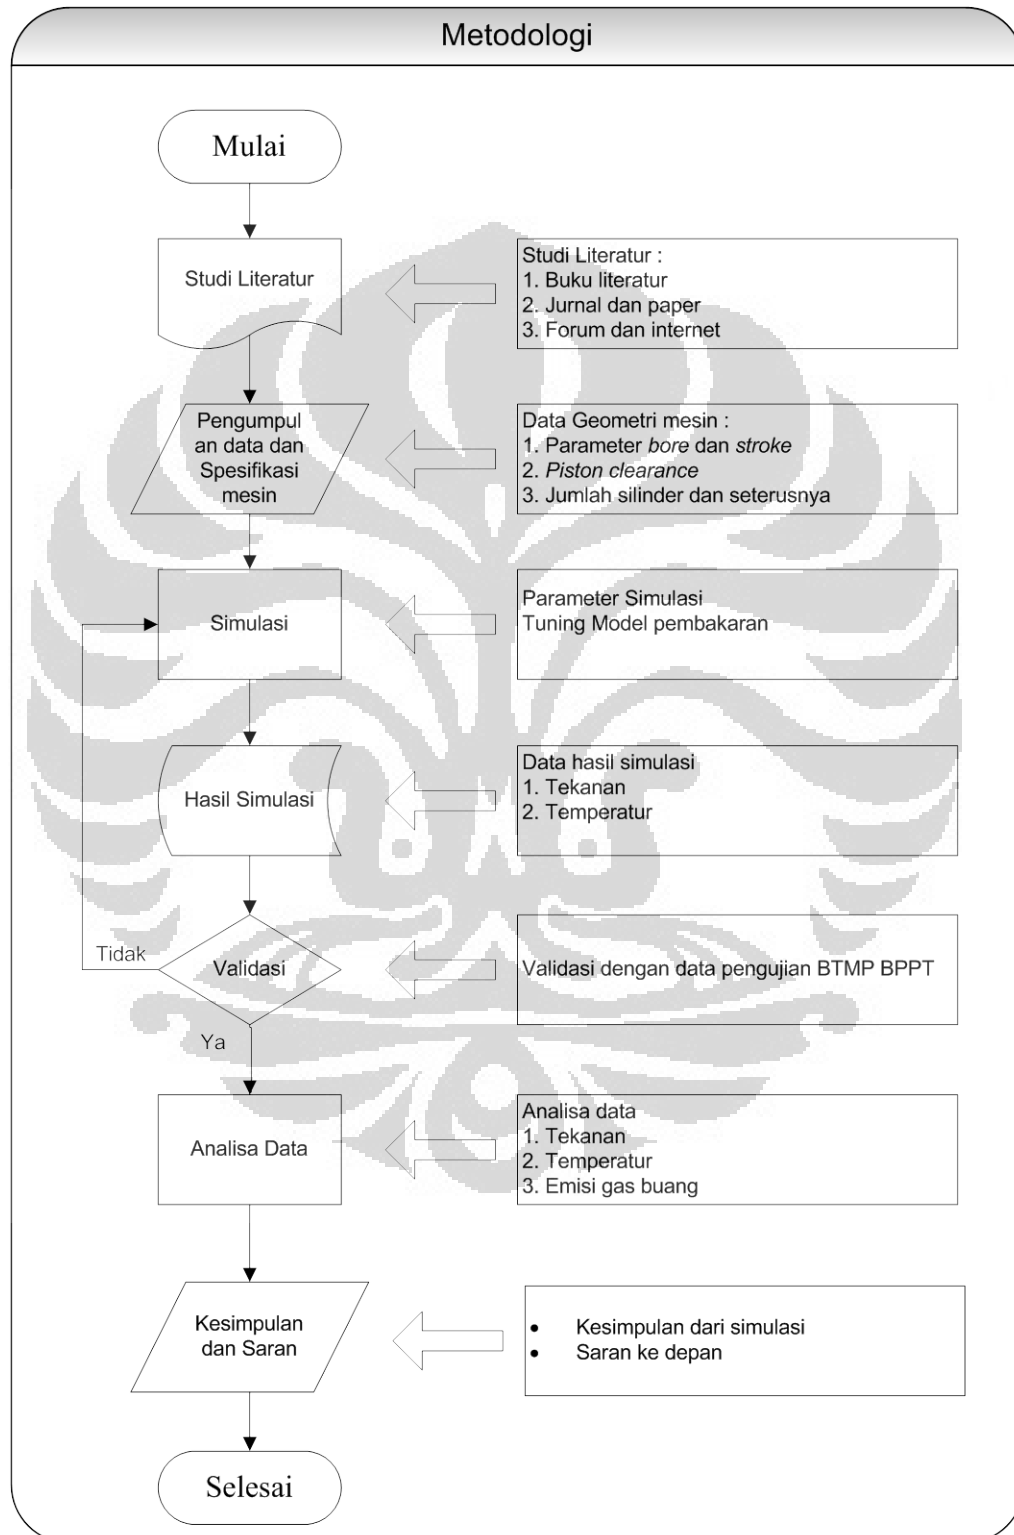 Metodologi
Mulai
Studi Literatur
Studi Literatur :
1. Buku literatur
2. Jurnal dan paper
3. Forum dan internet
Pengumpul
an data dan
Spesifikasi
mesin
Data Geometri mesin :
1. Parameter bore dan stroke
2. Piston clearance
3. Jumlah silinder dan seterusnya
Simulasi
Parameter Simulasi
Tuning Model pembakaran
Hasil Simulasi
Data hasil simulasi
1. Tekanan
2. Temperatur
Tidak
Validasi
Validasi dengan data pengujian BTMP BPPT
Ya
Analisa Data
Analisa data
1. Tekanan
2. Temperatur
3. Emisi gas buang
Kesimpulan
dan Saran
• Kesimpulan dari simulasi
• Saran ke depan
Selesai